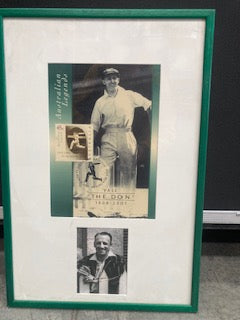 Australian Legends
VALE
"THE DON"
1908-2001